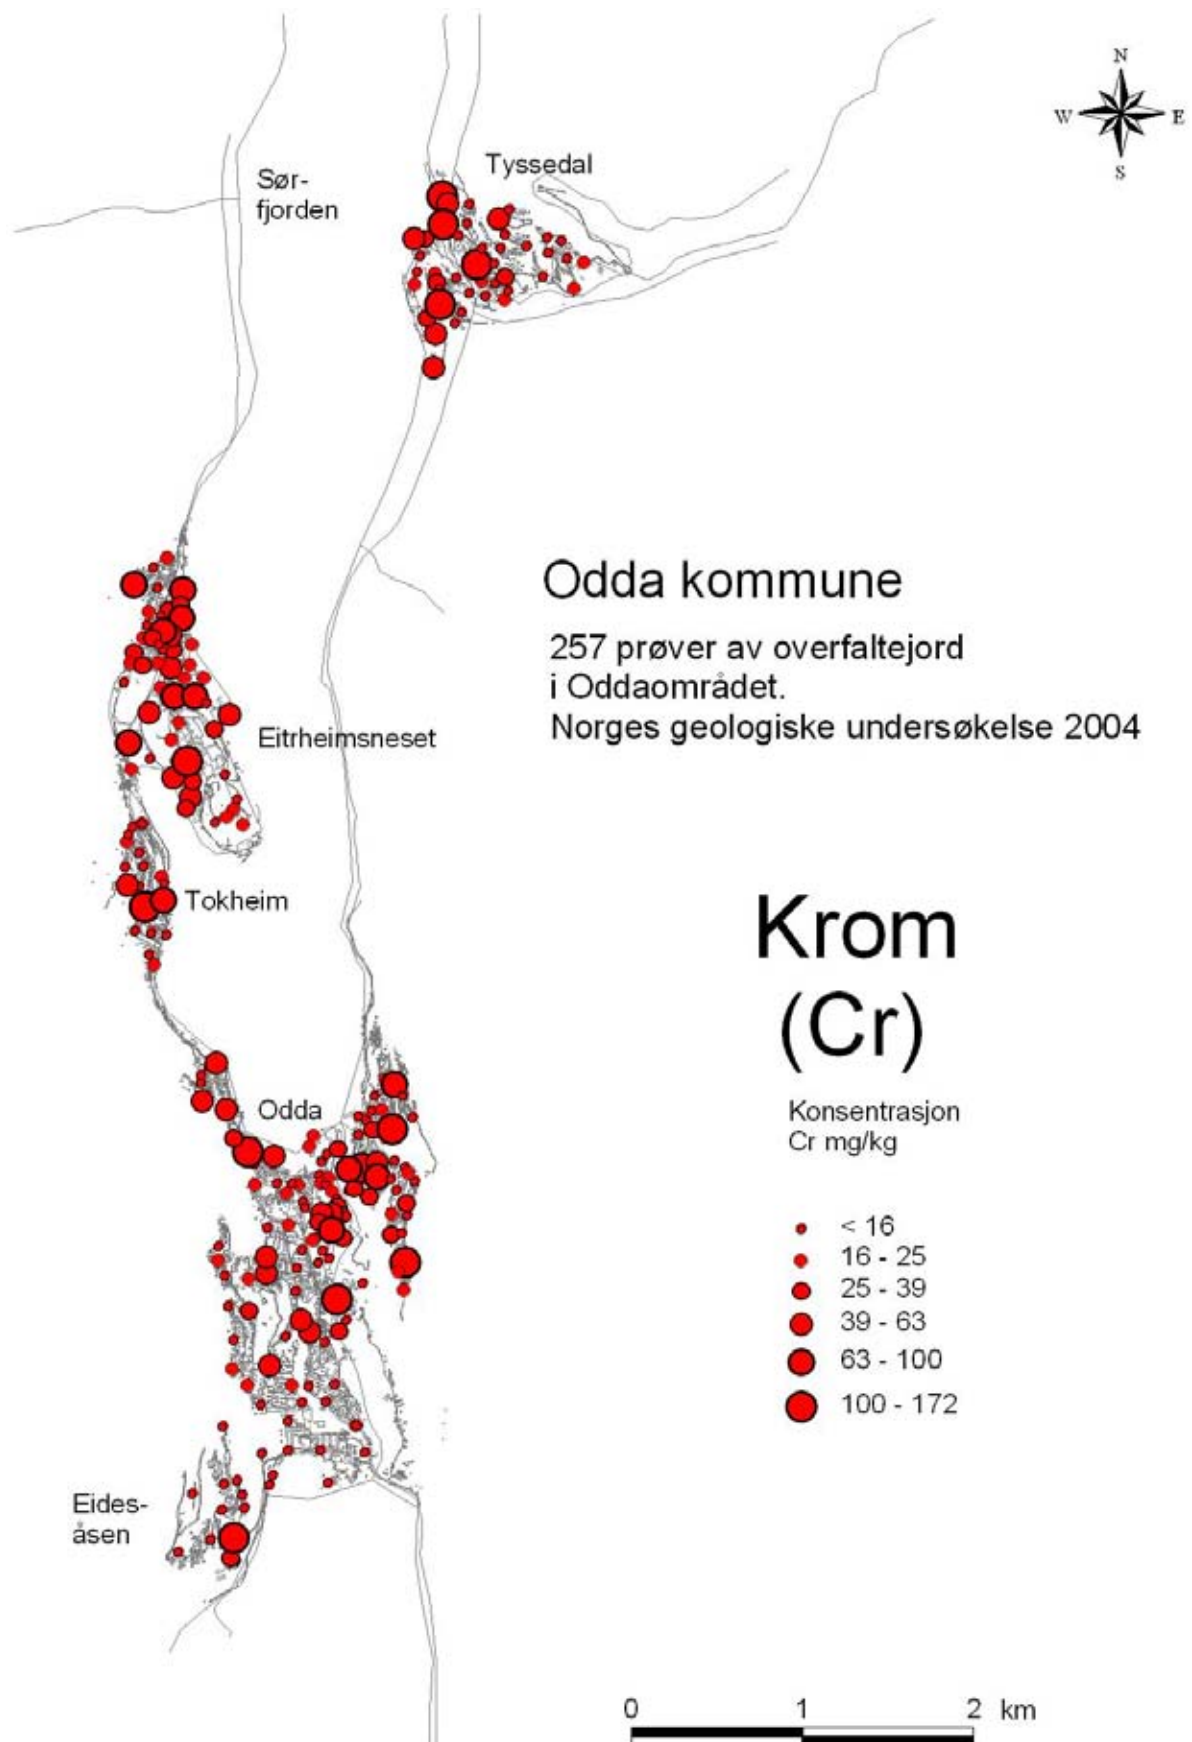 N
W E
S
Tyssedal
Sør-
fjorden
Odda kommune
257 prøver av overfaltejord
i Oddaområdet.
Norges geologiske undersøkelse 2004
Eitrheimsneset
Tokheim
Krom
(Cr)
Odda
Konsentrasjon
Cr mg/kg
< 16
16 - 25
25 - 39
39 - 63
63 - 100
100 - 172
Eides-
åsen
0 1 2 km